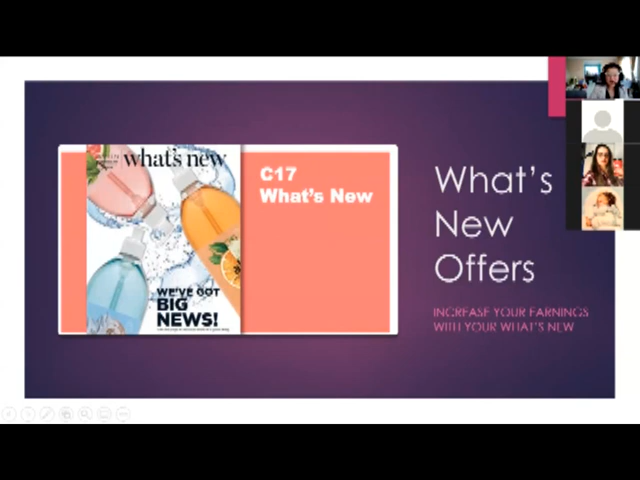 what's new
WE'VE GOT
BIG
NEWS!
C17
What's New
What's
New
Offers
INCREASE YOUR EARNINGS
WITH YOUR WHAT'S NEW